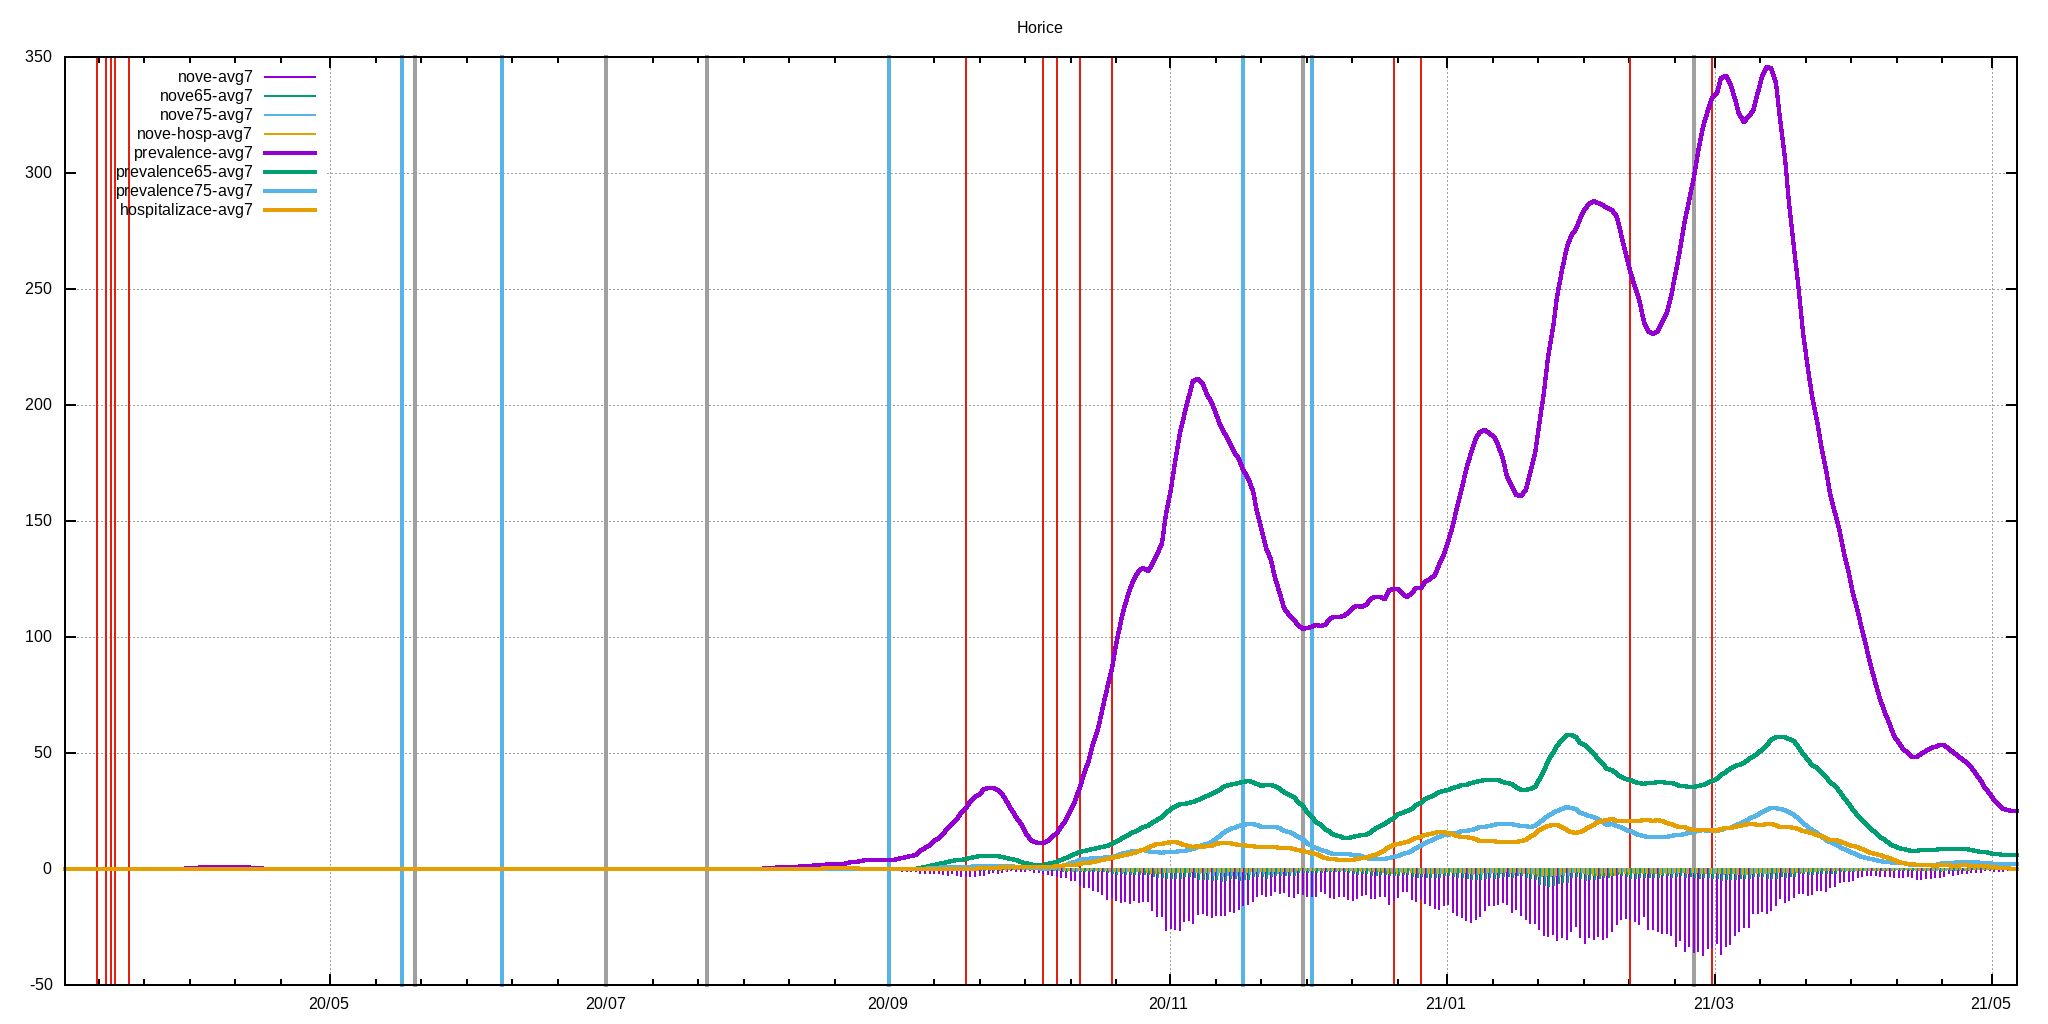 Horice
350
nove-avg7
nove65-avg7
nove75-avg7
nove-hosp-avg7
prevalence-avg7
300
prevalence65-avg7
prevalence75-avg7
hospitalizace-avg7
250
200
150
100
50
0
-50
20/05 20/07 20/09 20/11 21/01 21/03 21/05